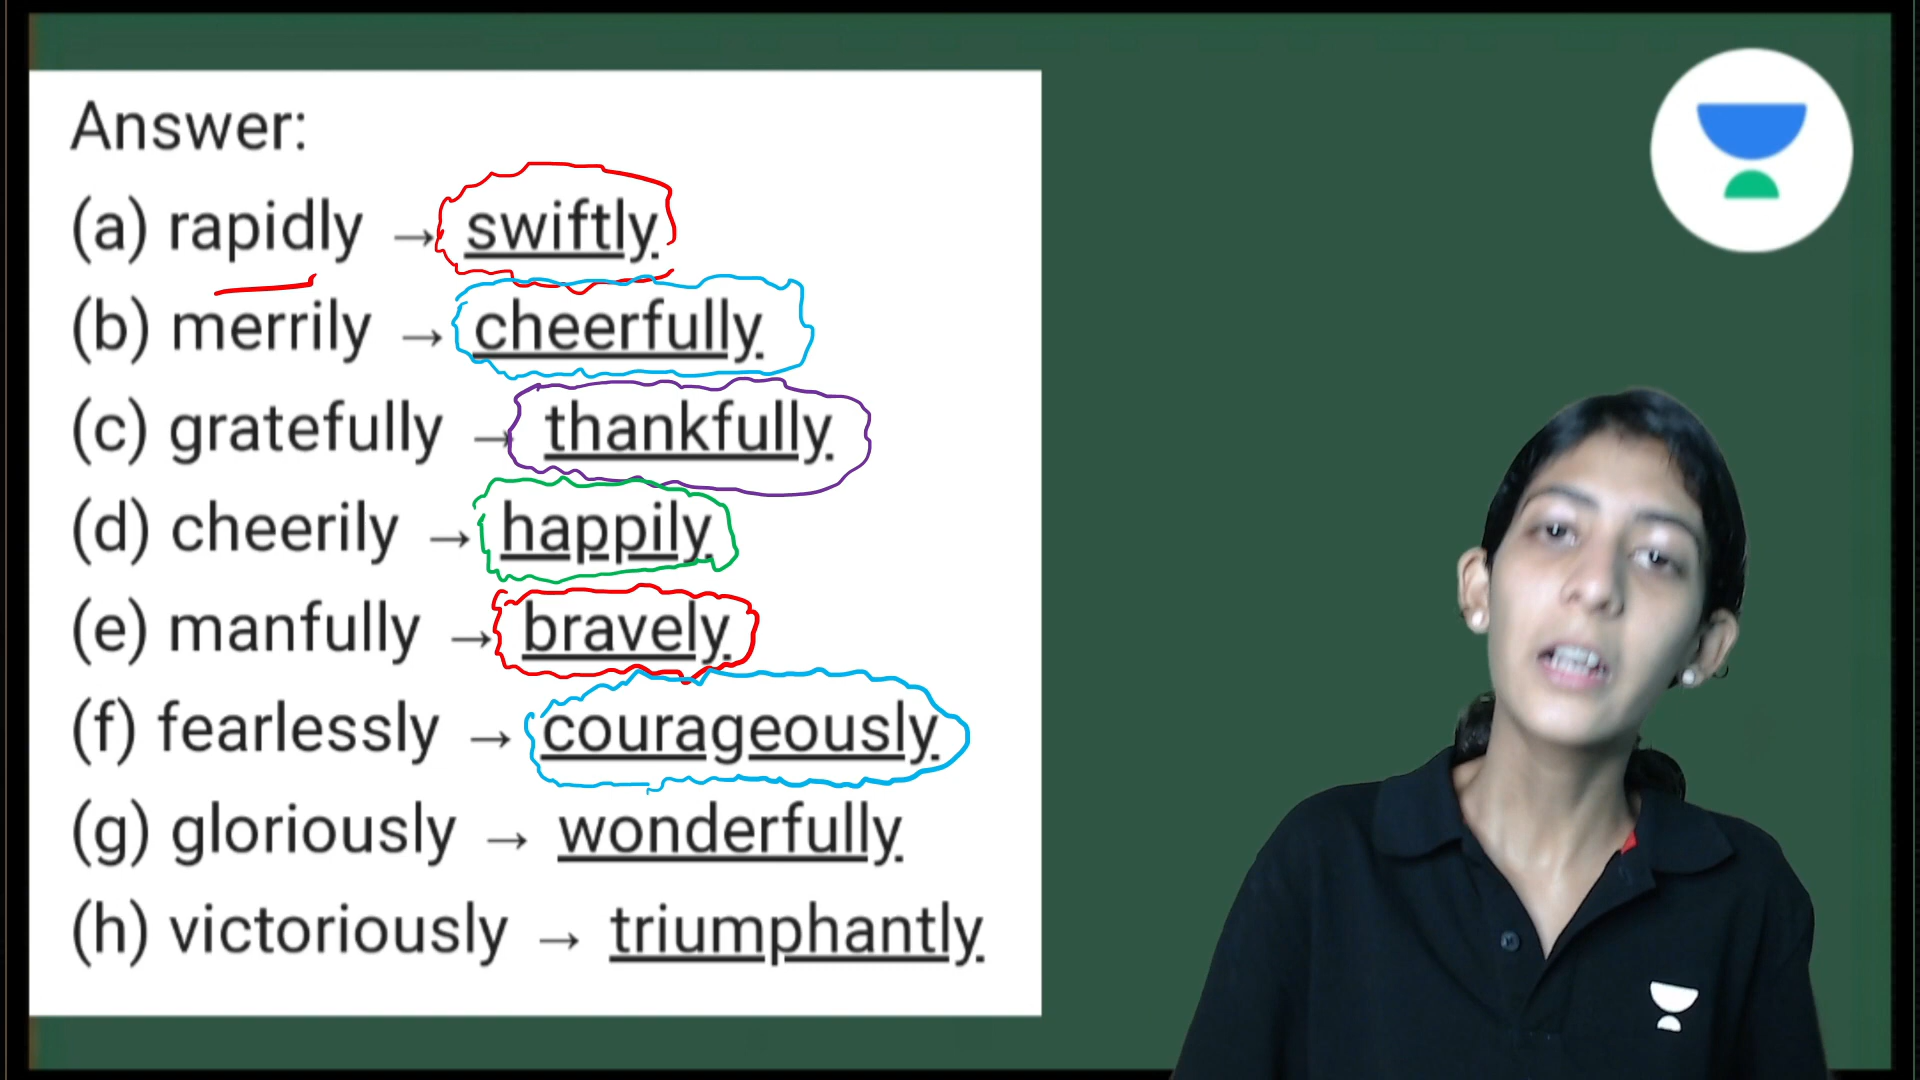 Answer:
(a) rapidly → swiftly.
(b) merrily → cheerfully.
(c) gratefully → thankfully.
(d) cheerily → happily.
(e) manfully → bravely.
(f) fearlessly → courageously.
(g) gloriously → wonderfully.
(h) victoriously → triumphantly.